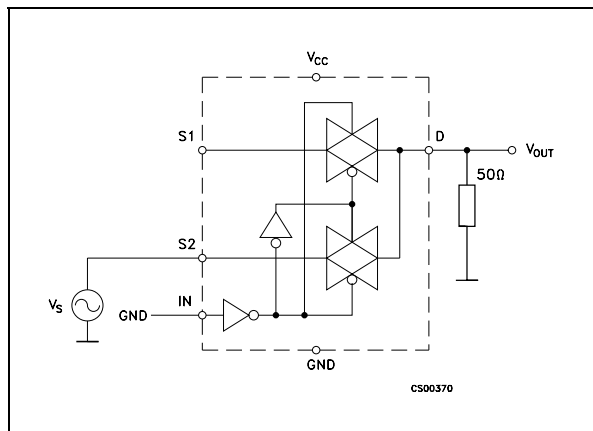 VCC
S1
D
VOUT
50Ω
S2
IN
VS
GND
GND
CS00370